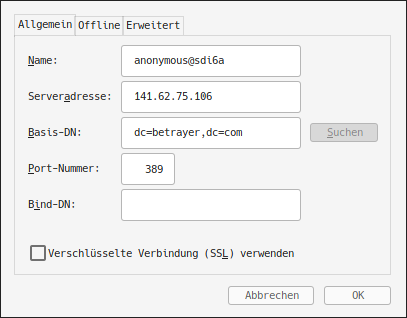 Allgemein Offline Erweitert
Name: anonymous@sdi6a
Serveradresse: 141.62.75.106
Basis-DN: dc=betrayer,dc=com Suchen
Port-Nummer: 389
Bind-DN:
Verschlüsselte Verbindung (SSL) verwenden
Abbrechen OK